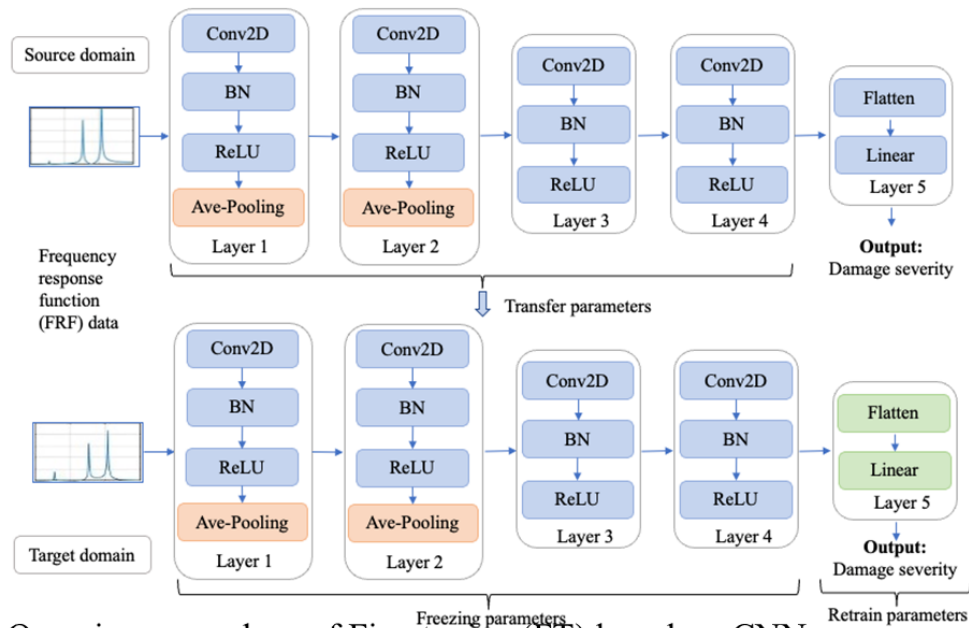 Source domain
Conv2D
BN
ReLU
Ave-Pooling
Layer 1
Conv2D
BN
ReLU
Ave-Pooling
Layer 2
Conv2D
BN
ReLU
Layer 3
Conv2D
BN
ReLU
Layer 4
Flatten
Linear
Layer 5
Output:
Damage severity
Frequency
response
function
(FRF) data
Transfer parameters
Conv2D
BN
ReLU
Ave-Pooling
Layer 1
Conv2D
BN
ReLU
Ave-Pooling
Layer 2
Conv2D
BN
ReLU
Layer 3
Conv2D
BN
ReLU
Layer 4
Flatten
Linear
Layer 5
Output:
Damage severity
Target domain
Freezing parameters
Retrain parameters